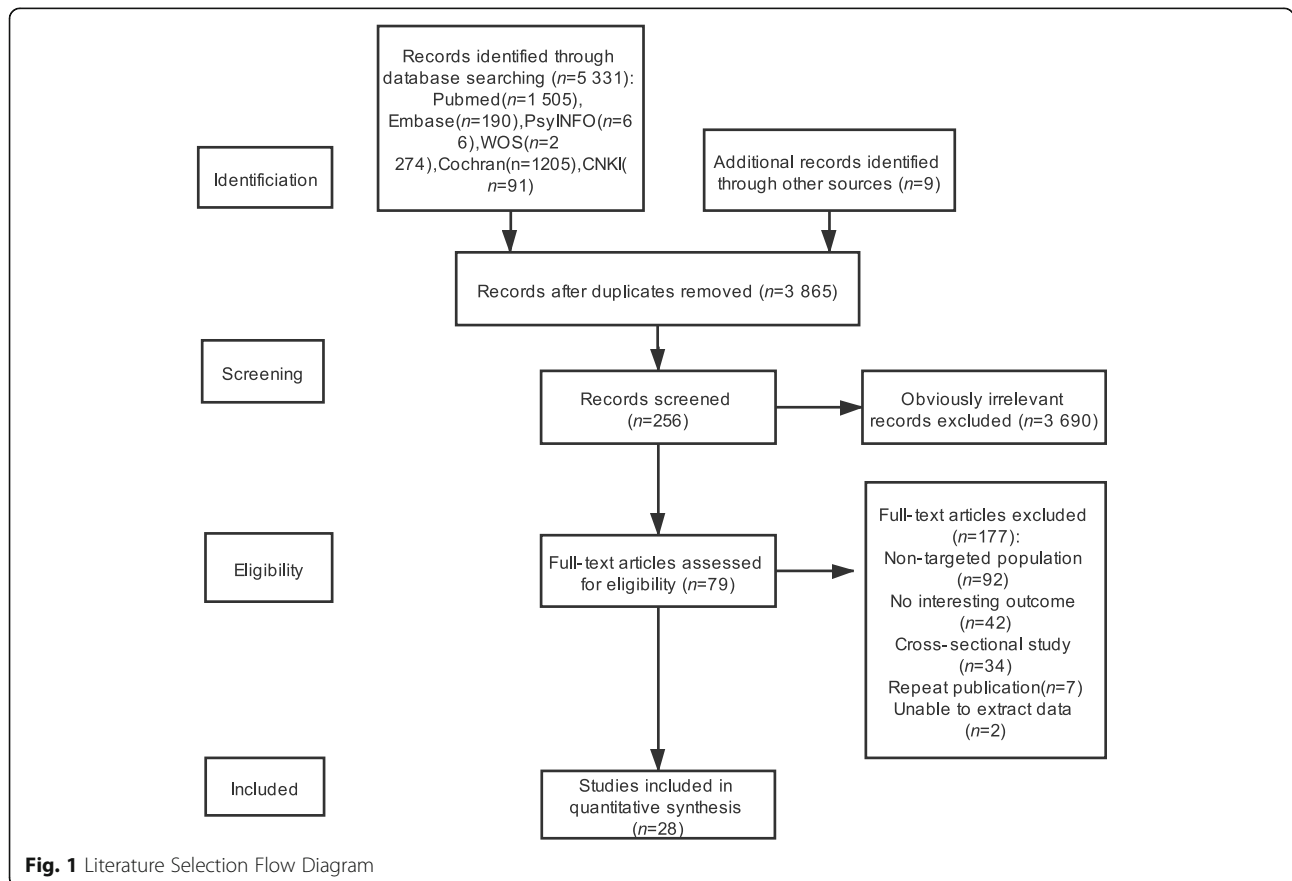 Records identified through
database searching (n=5 331):
Pubmed(n=1 505),
Embase(n=190),PsyINFO(n=6
6),WOS(n=2
274),Cochran(n=1205),CNKI(
n=91)
Identificiation
Additional records identified
through other sources (n=9)
Records after duplicates removed (n=3 865)
Screening
Records screened
(n=256)
Obviously irrelevant
records excluded (n=3 690)
Eligibility
Full-text articles assessed
for eligibility (n=79)
Full-text articles excluded
(n=177):
Non-targeted population
(n=92)
No interesting outcome
(n=42)
Cross-sectional study
(n=34)
Repeat publication(n=7)
Unable to extract data
(n=2)
Included
Studies included in
quantitative synthesis
(n=28)
Fig. 1 Literature Selection Flow Diagram